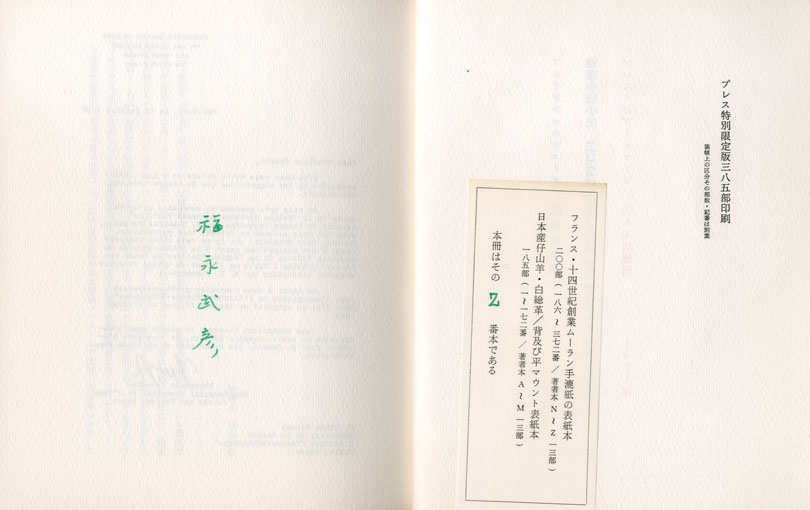 プレス特別限定版三八五部印刷
装幀上の区分その部数・記番は別葉
フランス・十四世紀創業ムーラン手漉紙の表紙本
二〇〇部（一八六〜三七二番／著者本N〜Z一三部）
日本産仔山羊・白総革／背及び平マウント表紙本
一八五部（一〜一七二番／著者本A〜M一三部）
本冊はその Z 番本である
福永武彦